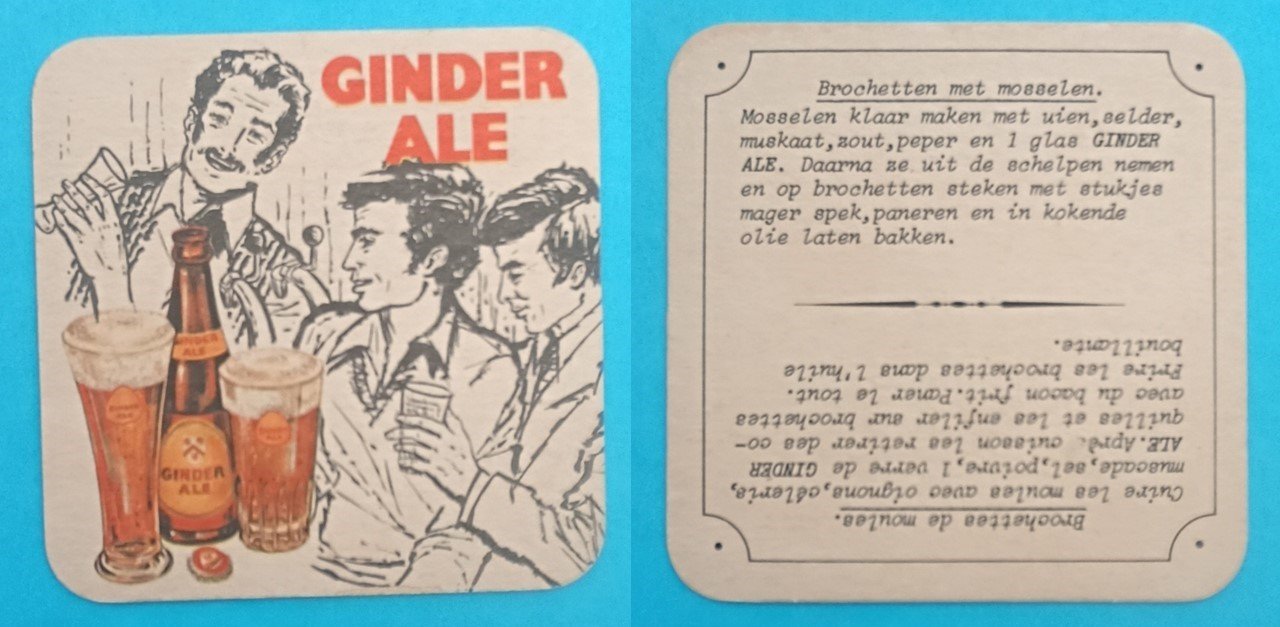 GINDER
ALE
GINDER
ALE
GINDER
ALE
GINDER
ALE
Brochetten met mosselen.
Mosselen klaar maken met uien,selder,
muskaat,zout,peper en 1 glas GINDER
ALE. Daarna ze uit de schelpen nemen
en op brochetten steken met stukjes
mager spek,paneren en in kokende
olie laten bakken.
Brochettes de moules.
Cuire les moules avec oignons,céleris,
muscade,sel,poivre,1 verre de GINDER
ALE.Aprè. cuisson les retirer des co-
quilles et les enfiler sur brochettes
avec du bacon frit.Paner le tout.
Frire les brochettes dans l'huile
bouillante.